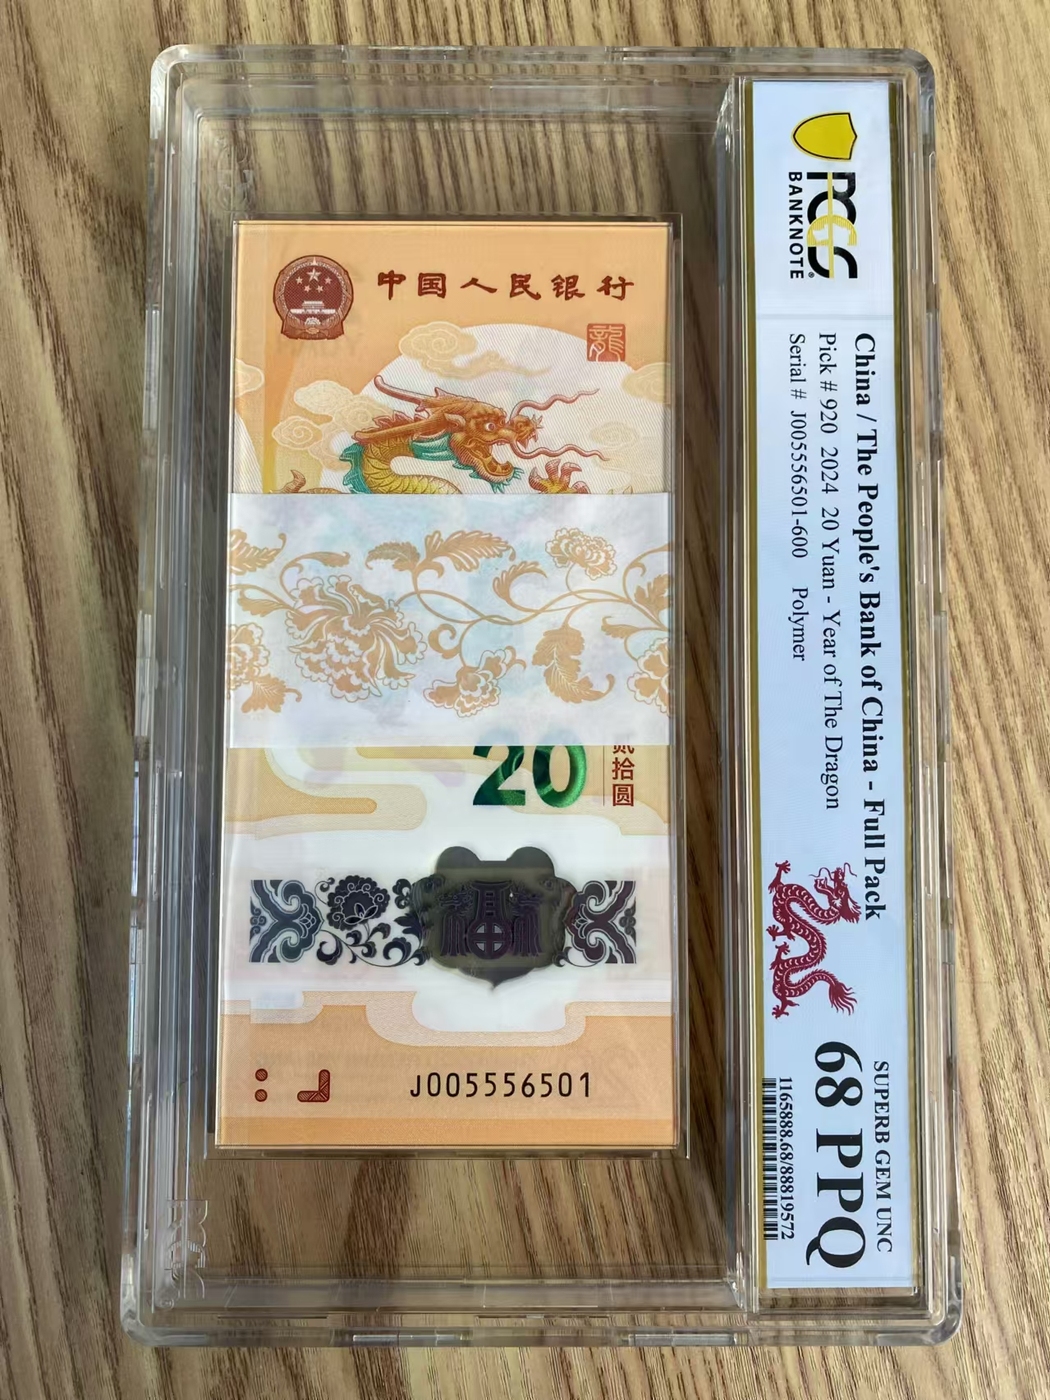 中国人民银行
龍
20
贰拾圆
福
J005556501
PCGS
BANKNOTE
China / The People's Bank of China - Full Pack
Pick # 920 2024 20 Yuan - Year of The Dragon
Serial # J005556501-600 Polymer
SUPERB GEM UNC
68 PPQ
1165888.68/88819572